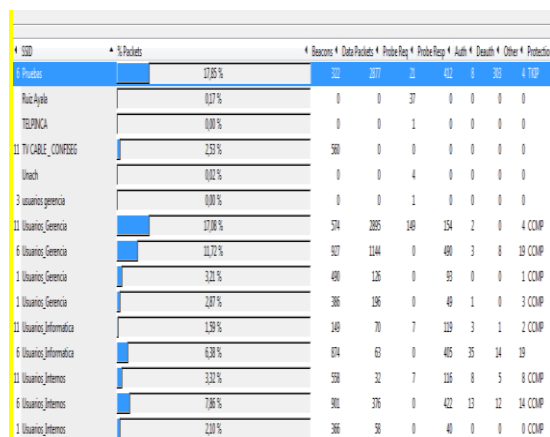 SSID % Packets Beacons Data Packets Probe Req Probe Resp Auth Deauth Other Protection
6 Pruebas 17,85 % 322 2877 21 412 8 303 4 TKIP
Ruiz Ayala 0,17 % 0 0 37 0 0 0 0
TELPINCA 0,00 % 0 0 1 0 0 0 0
11 TV CABLE _ CONFISEG 2,53 % 560 0 0 0 0 0 0
Unach 0,02 % 0 0 4 0 0 0 0
3 usuarios gerencia 0,00 % 0 0 1 0 0 0 0
11 Usuarios_Gerencia 17,08 % 574 2895 149 154 2 0 4 CCMP
6 Usuarios_Gerencia 11,72 % 927 1144 0 490 3 8 19 CCMP
1 Usuarios_Gerencia 3,21 % 490 126 0 93 0 0 1 CCMP
1 Usuarios_Gerencia 2,87 % 386 196 0 49 1 0 3 CCMP
11 Usuarios_Informatica 1,59 % 149 70 7 119 3 1 2 CCMP
6 Usuarios_Informatica 6,38 % 874 63 0 405 35 14 19
11 Usuarios_Internos 3,32 % 558 32 7 116 8 5 8 CCMP
6 Usuarios_Internos 7,86 % 901 376 0 422 13 12 14 CCMP
1 Usuarios_Internos 2,10 % 366 58 0 40 0 0 0 CCMP